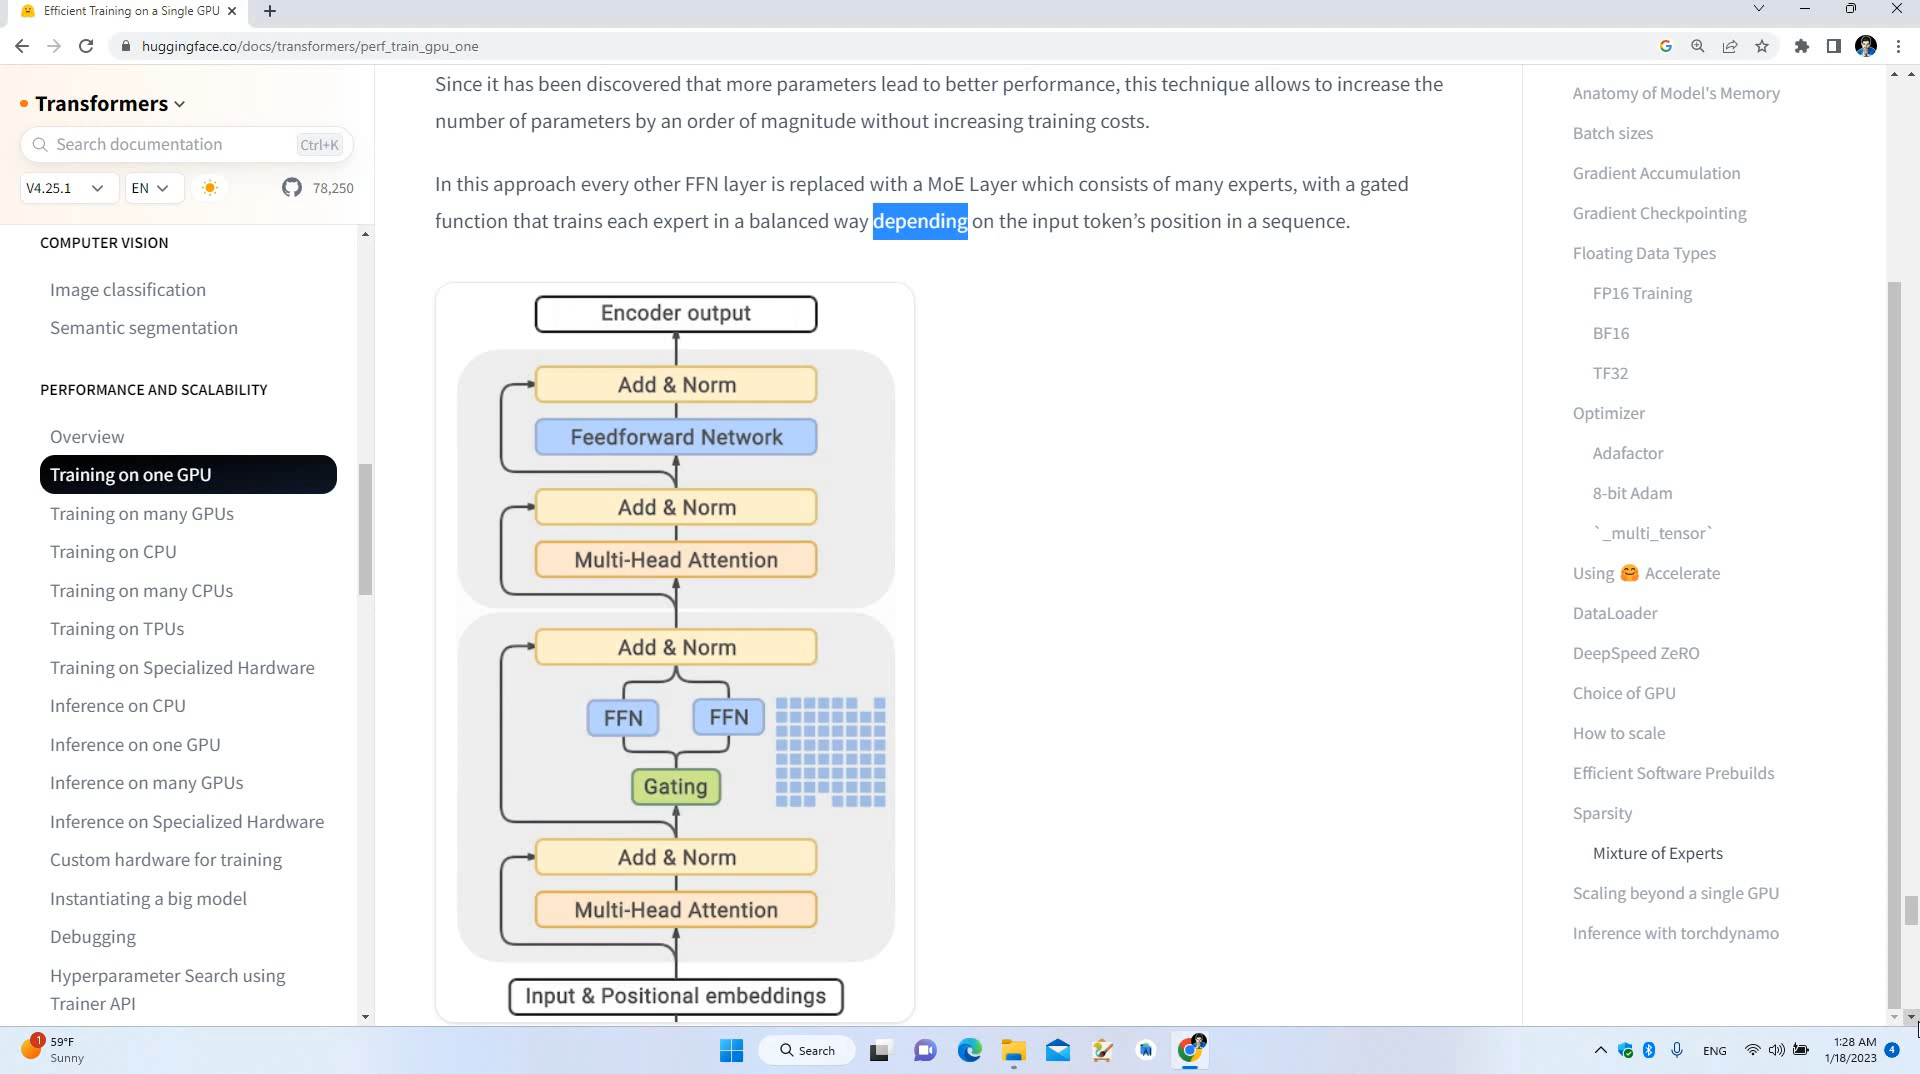 Efficient Training on a Single GPU
huggingface.co/docs/transformers/perf_train_gpu_one
Transformers
Search documentation Ctrl+K
V4.25.1 EN 78,250
COMPUTER VISION
Image classification
Semantic segmentation
PERFORMANCE AND SCALABILITY
Overview
Training on one GPU
Training on many GPUs
Training on CPU
Training on many CPUs
Training on TPUs
Training on Specialized Hardware
Inference on CPU
Inference on one GPU
Inference on many GPUs
Inference on Specialized Hardware
Custom hardware for training
Instantiating a big model
Debugging
Hyperparameter Search using
Trainer API
Since it has been discovered that more parameters lead to better performance, this technique allows to increase the
number of parameters by an order of magnitude without increasing training costs.
In this approach every other FFN layer is replaced with a MoE Layer which consists of many experts, with a gated
function that trains each expert in a balanced way depending on the input token’s position in a sequence.
Encoder output
Add & Norm
Feedforward Network
Add & Norm
Multi-Head Attention
Add & Norm
FFN FFN
Gating
Add & Norm
Multi-Head Attention
Input & Positional embeddings
Anatomy of Model's Memory
Batch sizes
Gradient Accumulation
Gradient Checkpointing
Floating Data Types
FP16 Training
BF16
TF32
Optimizer
Adafactor
8-bit Adam
`_multi_tensor`
Using 🤗 Accelerate
DataLoader
DeepSpeed ZeRO
Choice of GPU
How to scale
Efficient Software Prebuilds
Sparsity
Mixture of Experts
Scaling beyond a single GPU
Inference with torchdynamo
1
59°F
Sunny
Search
ENG
1:28 AM
1/18/2023
4